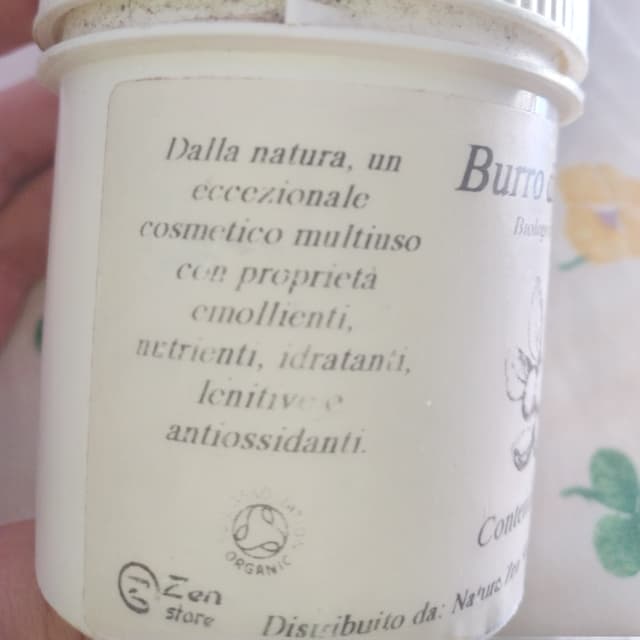 Dalla natura, un
eccezionale
cosmetico multiuso
con proprietà
emollienti,
nutrienti, idratanti,
lenitive e
antiossidanti.
ORGANIC
Zen
store
Burro
Distribuito da: